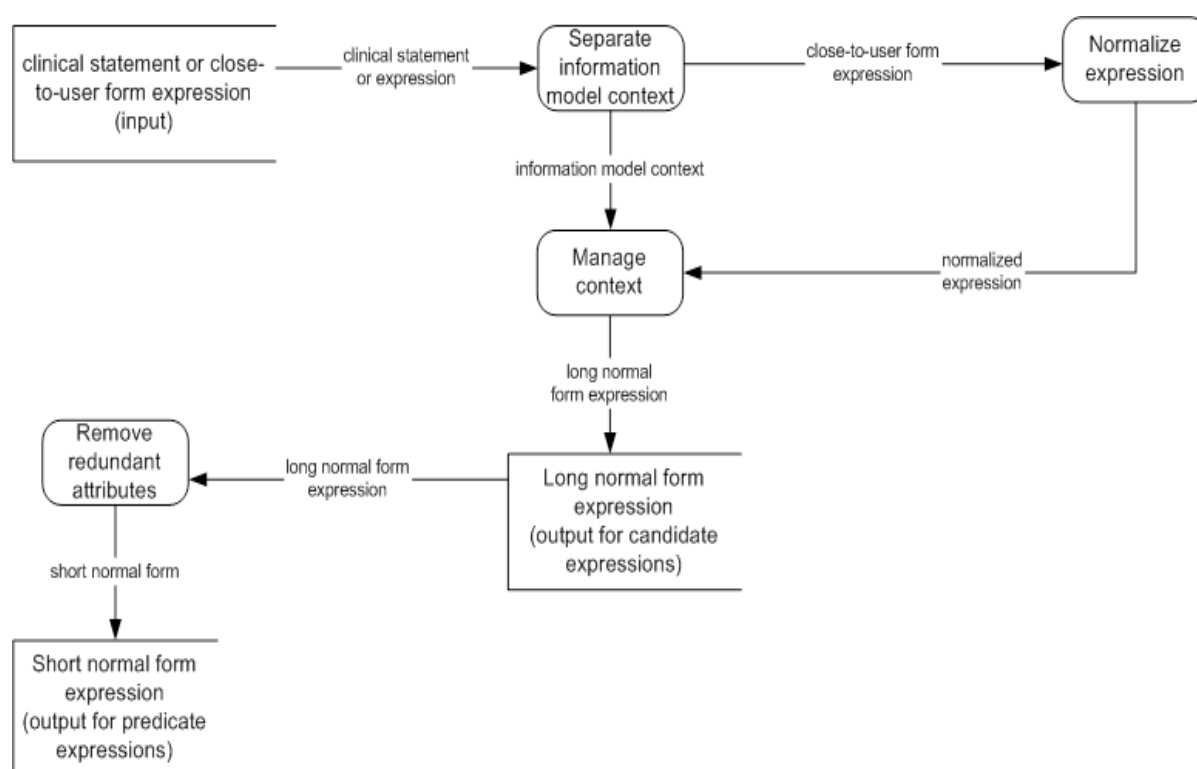 clinical statement or close-
to-user form expression
(input)
clinical statement
or expression
Separate
information
model context
close-to-user form
expression
Normalize
expression
information model context
Manage
context
normalized
expression
long normal
form expression
Remove
redundant
attributes
long normal form
expression
Long normal form
expression
(output for candidate
expressions)
short normal form
Short normal form
expression
(output for predicate
expressions)